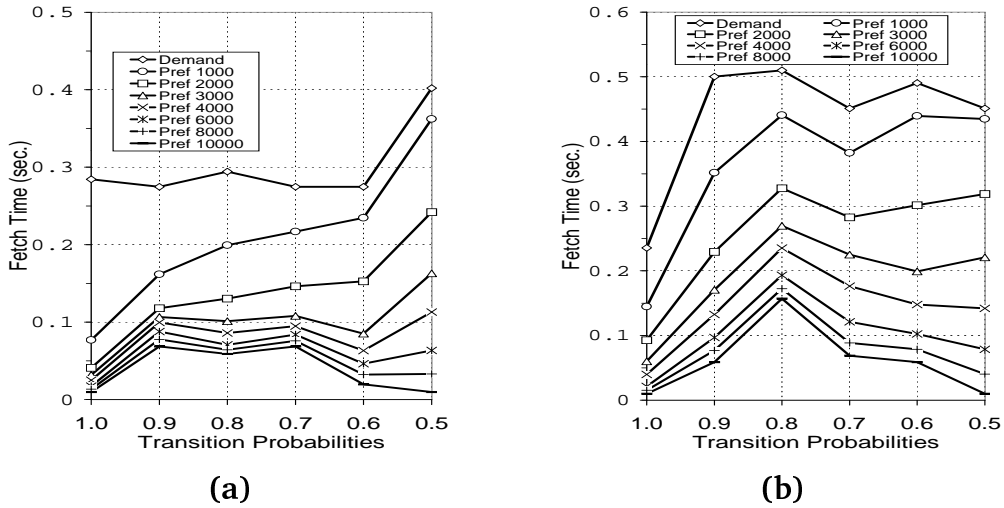 0.5
0.4
0.3
0.2
0.1
0
Fetch Time (sec.)
Demand
Pref 1000
Pref 2000
Pref 3000
Pref 4000
Pref 6000
Pref 8000
Pref 10000
1.0 0.9 0.8 0.7 0.6 0.5
Transition Probabilities
(a)
0.6
0.5
0.4
0.3
0.2
0.1
0
Fetch Time (sec.)
Demand Pref 1000
Pref 2000 Pref 3000
Pref 4000 Pref 6000
Pref 8000 Pref 10000
1.0 0.9 0.8 0.7 0.6 0.5
Transition Probabilities
(b)